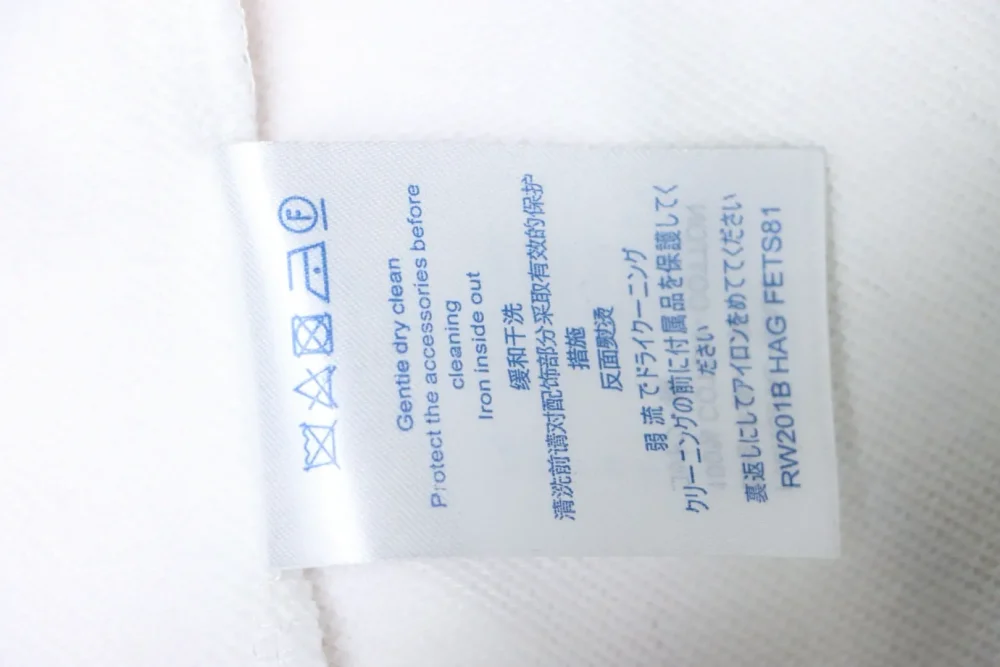 F
Gentle dry clean
Protect the accessories before
cleaning
Iron inside out
缓和干洗
清洗前请对配饰部分采取有效的保护
措施
反面熨烫
弱 流 でドライクーニング
クリーニングの前に付属品を保護してく
ださい
裏返しにしてアイロンをめててください
RW201B HAG FETS81